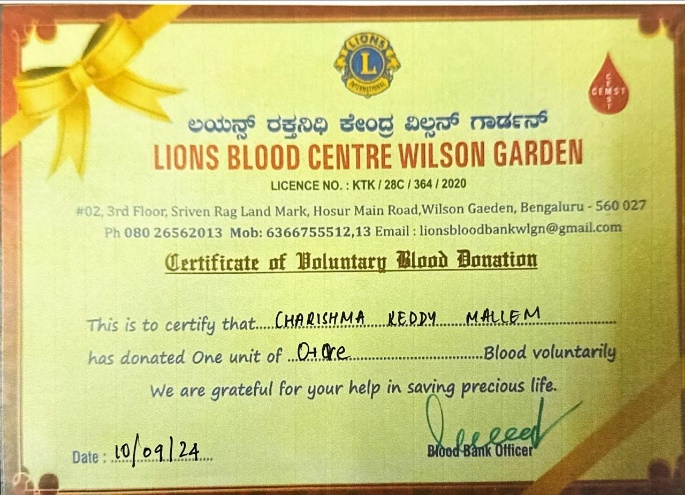 LIONS
L
INTERNATIONAL
CEMST
ಲಯನ್ಸ್ ರಕ್ತನಿಧಿ ಕೇಂದ್ರ ವಿಲ್ಸನ್ ಗಾರ್ಡನ್
LIONS BLOOD CENTRE WILSON GARDEN
LICENCE NO. : KTK / 28C / 364 / 2020
#02, 3rd Floor, Sriven Rag Land Mark, Hosur Main Road,Wilson Gaeden, Bengaluru - 560 027
Ph 080 26562013 Mob: 6366755512,13 Email : lionsbloodbankwlgn@gmail.com
Certificate of Voluntary Blood Donation
This is to certify that....CHARISHMA REDDY MALLEM
has donated One unit of ...O+ve..........................Blood voluntarily
We are grateful for your help in saving precious life.
Date : 10/09/24
Blood Bank Officer